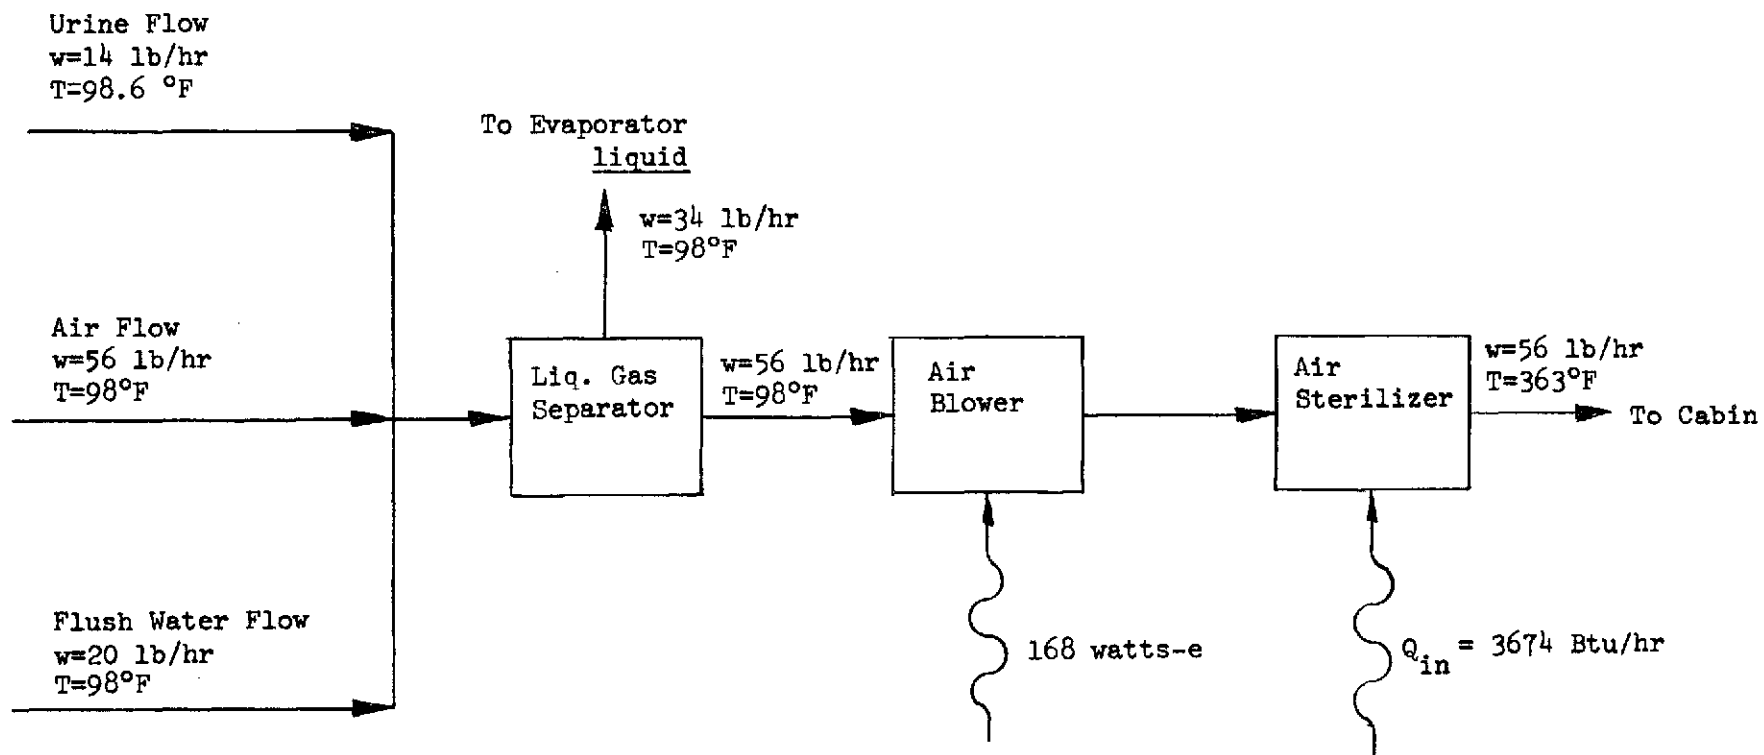 Urine Flow
w=14 lb/hr
T=98.6 °F
To Evaporator
liquid
w=34 lb/hr
T=98°F
Air Flow
w=56 lb/hr
T=98°F
Liq. Gas
Separator
w=56 lb/hr
T=98°F
Air
Blower
Air
Sterilizer
w=56 lb/hr
T=363°F
To Cabin
Flush Water Flow
w=20 lb/hr
T=98°F
168 watts-e
Qin = 3674 Btu/hr